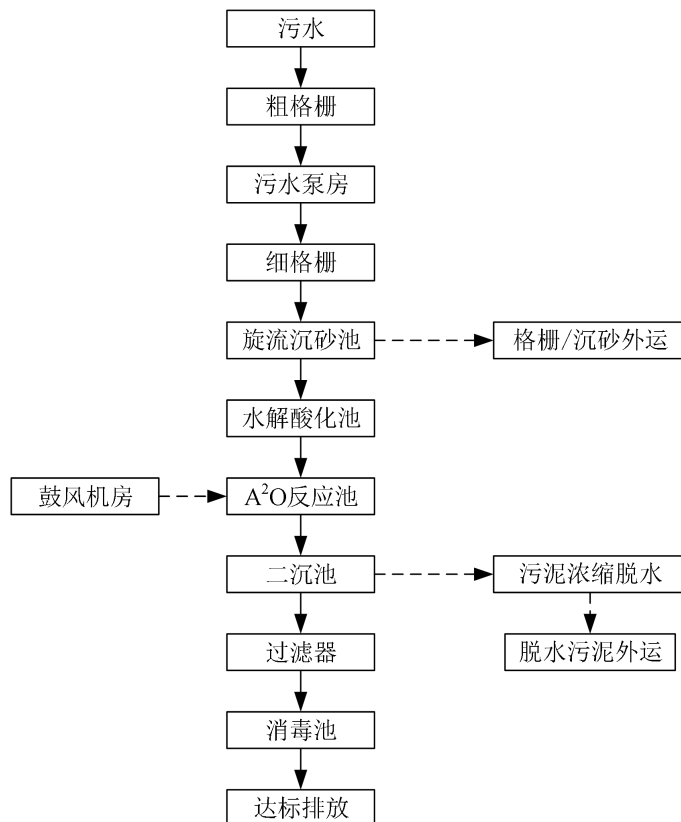 污水
粗格栅
污水泵房
细格栅
旋流沉砂池
格栅/沉砂外运
水解酸化池
鼓风机房
A²O反应池
二沉池
污泥浓缩脱水
过滤器
脱水污泥外运
消毒池
达标排放